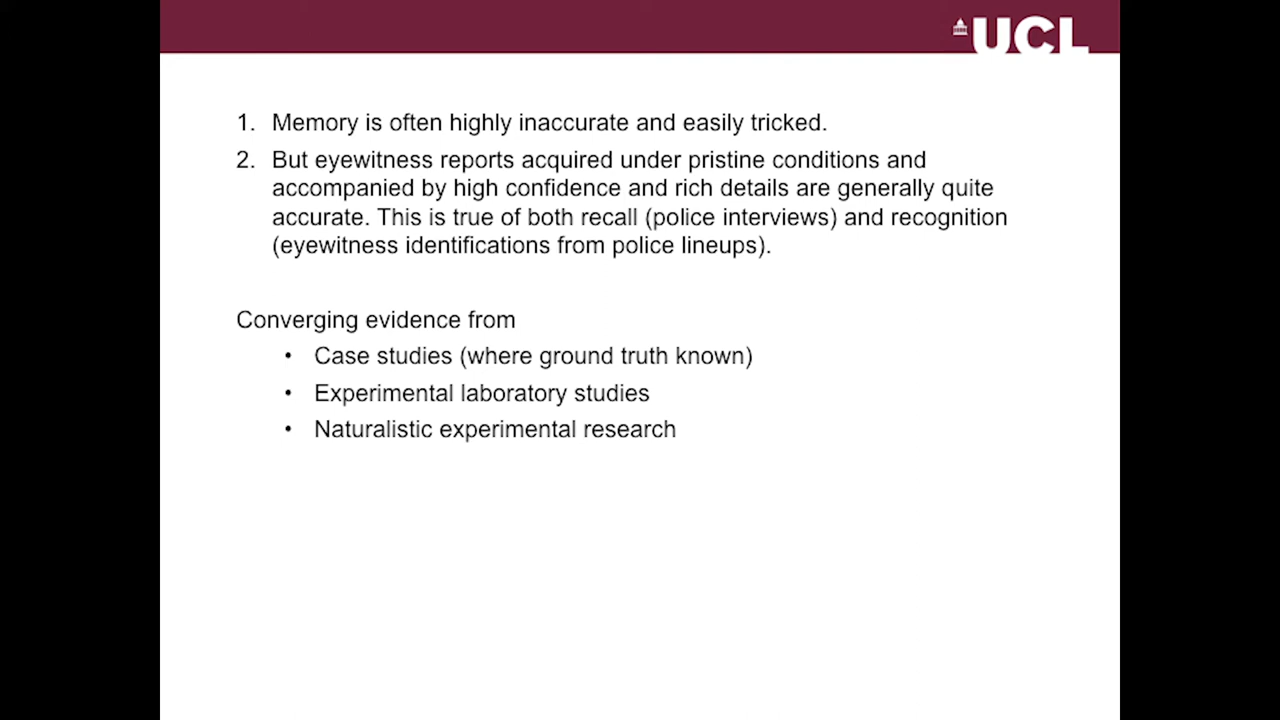 UCL
1. Memory is often highly inaccurate and easily tricked.
2. But eyewitness reports acquired under pristine conditions and
accompanied by high confidence and rich details are generally quite
accurate. This is true of both recall (police interviews) and recognition
(eyewitness identifications from police lineups).
Converging evidence from
• Case studies (where ground truth known)
• Experimental laboratory studies
• Naturalistic experimental research